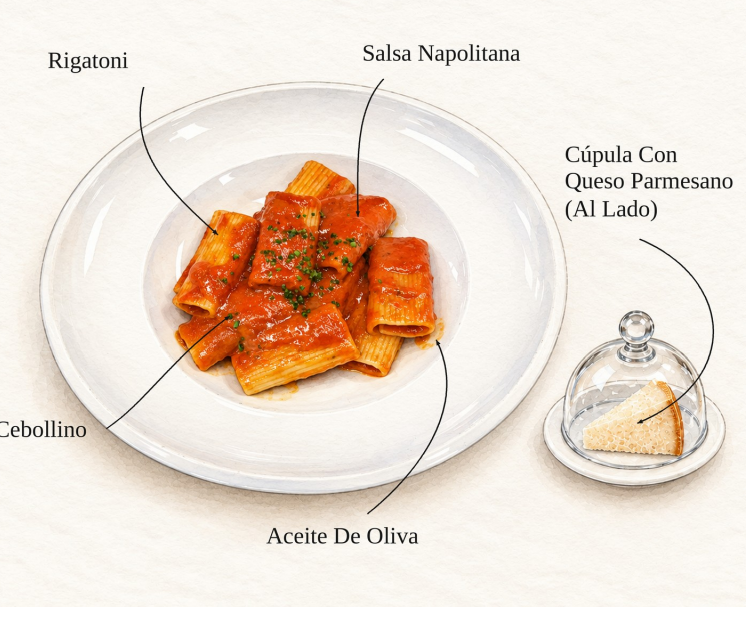 Rigatoni
Salsa Napolitana
Cúpula Con
Queso Parmesano
(Al Lado)
Cebollino
Aceite De Oliva